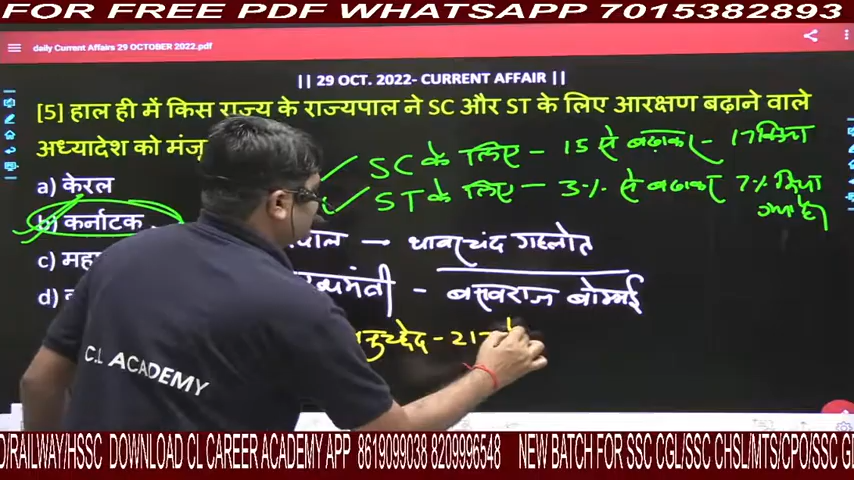 FOR FREE PDF WHATSAPP 7015382893
daily Current Affairs 29 OCTOBER 2022.pdf
|| 29 OCT. 2022- CURRENT AFFAIR ||
[5] हाल ही में किस राज्य के राज्यपाल ने SC और ST के लिए आरक्षण बढ़ाने वाले
अध्यादेश को मंजू
SC के लिए - 15 से बढ़ाकर - 17 किया
a) केरल
ST के लिए - 3% से बढाकर 7% किया
गया है।
b) कर्नाटक
पाल → थावरचंद गहलोत
c) महा
ख्यमंत्री - बसवराज बोम्मई
d)
नुच्छेद - 21
C.L ACADEMY
O/RAILWAY/HSSC DOWNLOAD CL CAREER ACADEMY APP 8619099038 8209996548 NEW BATCH FOR SSC CGL/SSC CHSL/MTS/CPO/SSC G